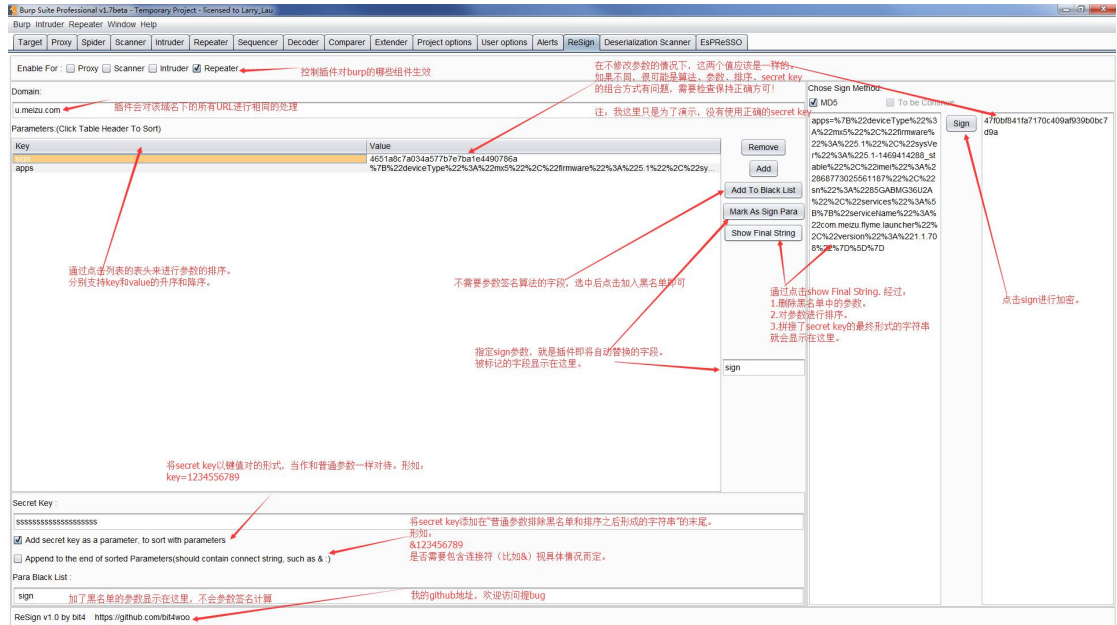 Burp Suite Professional v1.7beta - Temporary Project - licensed to Larry_Lau
Burp Intruder Repeater Window Help
Target Proxy Spider Scanner Intruder Repeater Sequencer Decoder Comparer Extender Project options User options Alerts ReSign Deserialization Scanner EsPReSSO
Enable For : Proxy Scanner Intruder Repeater
控制插件对burp的哪些组件生效
在不修改参数的情况下，这两个值应该是一样的。
如果不同，很可能是算法、参数、排序、secret key
的组合方式有问题，需要检查保持正确方可！
Domain:
u.meizu.com
插件会对该域名下的所有URL进行相同的处理
注：我这里只是为了演示，没有使用正确的secret key
Chose Sign Method:
MD5 To be Continue
Parameters:(Click Table Header To Sort)
Key Value
sign 4651a8c7a034a577b7e7ba1e4490786a
apps %7B%22deviceType%22%3A%22mx5%22%2C%22firmware%22%3A%225.1%22%2C%22sy...
Remove
Add
Add To Black List
Mark As Sign Para
Show Final String
apps=%7B%22deviceType%22%3
A%22mx5%22%2C%22firmware%
22%3A%225.1%22%2C%22sysVe
r%22%3A%225.1-1469414288_st
able%22%2C%22imei%22%3A%2
2868773025561187%22%2C%22
sn%22%3A%2285GABMG36U2A
%22%2C%22services%22%3A%5
B%7B%22serviceName%22%3A%
22com.meizu.flyme.launcher%22%
2C%22version%22%3A%221.1.70
8%22%7D%5D%7D
Sign
47f0bf841fa7170c409af939b0bc7
d9a
通过点击列表的表头来进行参数的排序。
分别支持key和value的升序和降序。
不需要参数签名算法的字段，选中后点击加入黑名单即可
通过点击show Final String. 经过：
1.删除黑名单中的参数。
2.对参数进行排序。
3.拼接了secret key的最终形式的字符串
就会显示在这里。
点击sign进行加密。
指定sign参数，就是插件即将自动替换的字段。
被标记的字段显示在这里。
sign
将secret key以键值对的形式，当作和普通参数一样对待。形如：
key=1234556789
Secret Key :
ssssssssssssssssssss
Add secret key as a parameter, to sort with parameters
将secret key添加在"普通参数排除黑名单和排序之后形成的字符串"的末尾。
形如：
&123456789
是否需要包含连接符（比如&）视具体情况而定。
Append to the end of sorted Parameters(should contain connect string, such as & :)
Para Black List :
sign
加了黑名单的参数显示在这里，不会参数签名计算
我的github地址，欢迎访问提bug
ReSign v1.0 by bit4 https://github.com/bit4woo